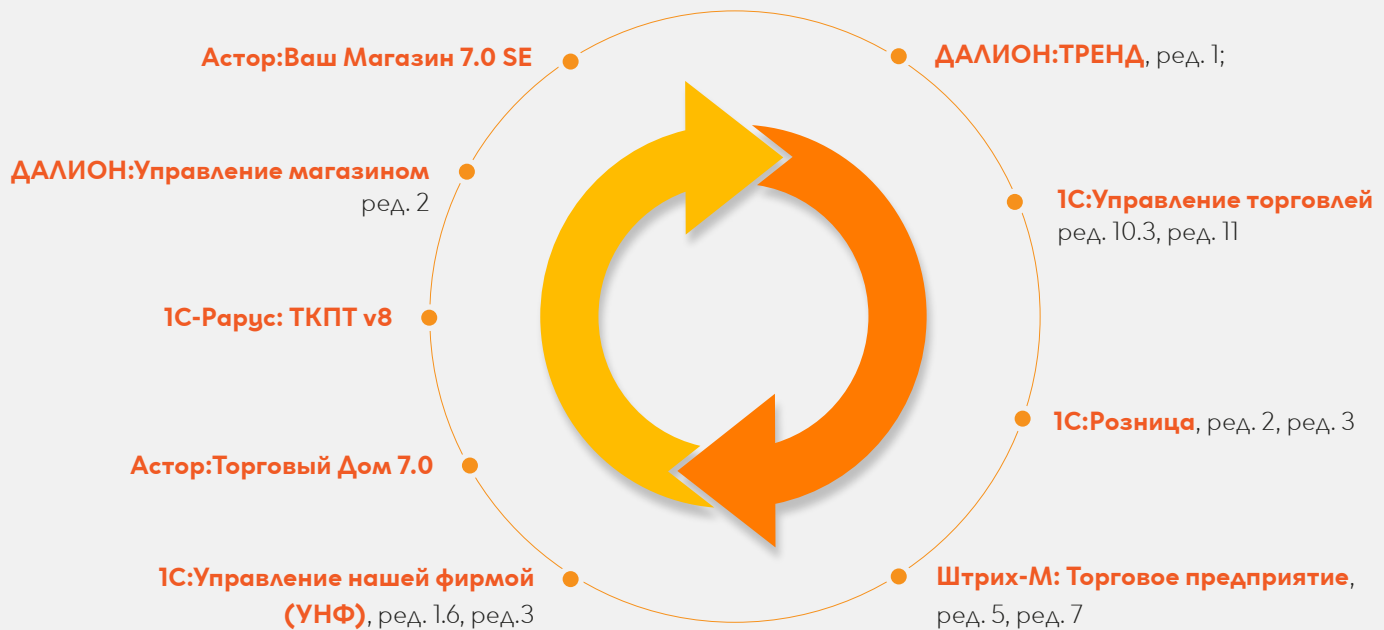 Астор:Ваш Магазин 7.0 SE
ДАЛИОН:ТРЕНД, ред. 1;
ДАЛИОН:Управление магазином
ред. 2
1С:Управление торговлей
ред. 10.3, ред. 11
1С-Рарус: ТКПТ v8
1С:Розница, ред. 2, ред. 3
Астор:Торговый Дом 7.0
1С:Управление нашей фирмой
(УНФ), ред. 1.6, ред.3
Штрих-М: Торговое предприятие,
ред. 5, ред. 7